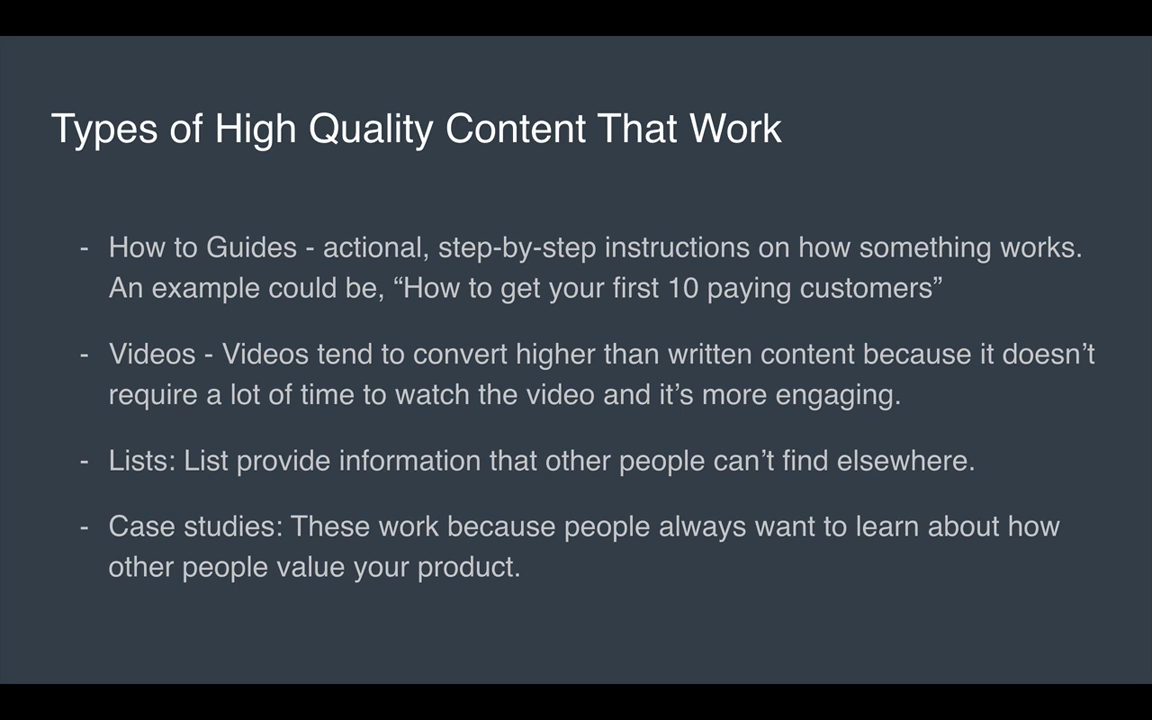 Types of High Quality Content That Work
- How to Guides - actional, step-by-step instructions on how something works.
An example could be, “How to get your first 10 paying customers”
- Videos - Videos tend to convert higher than written content because it doesn’t
require a lot of time to watch the video and it’s more engaging.
- Lists: List provide information that other people can’t find elsewhere.
- Case studies: These work because people always want to learn about how
other people value your product.